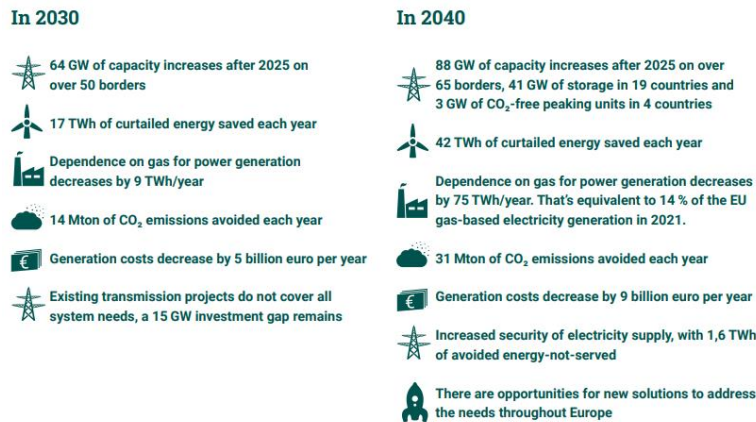 In 2030
64 GW of capacity increases after 2025 on
over 50 borders
17 TWh of curtailed energy saved each year
Dependence on gas for power generation
decreases by 9 TWh/year
14 Mton of CO₂ emissions avoided each year
€
Generation costs decrease by 5 billion euro per year
Existing transmission projects do not cover all
system needs, a 15 GW investment gap remains
In 2040
88 GW of capacity increases after 2025 on over
65 borders, 41 GW of storage in 19 countries and
3 GW of CO₂-free peaking units in 4 countries
42 TWh of curtailed energy saved each year
Dependence on gas for power generation decreases
by 75 TWh/year. That’s equivalent to 14 % of the EU
gas-based electricity generation in 2021.
31 Mton of CO₂ emissions avoided each year
€
Generation costs decrease by 9 billion euro per year
Increased security of electricity supply, with 1,6 TWh
of avoided energy-not-served
There are opportunities for new solutions to address
the needs throughout Europe